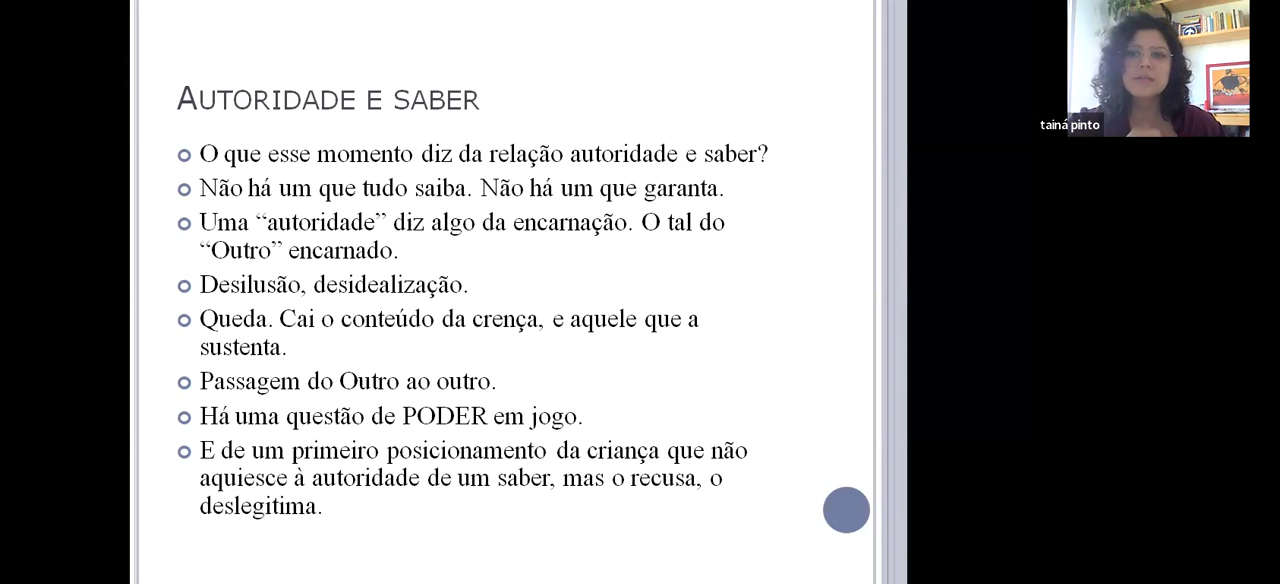 AUTORIDADE E SABER
O que esse momento diz da relação autoridade e saber?
Não há um que tudo saiba. Não há um que garanta.
Uma “autoridade” diz algo da encarnação. O tal do
“Outro” encarnado.
Desilusão, desidealização.
Queda. Cai o conteúdo da crença, e aquele que a
sustenta.
Passagem do Outro ao outro.
Há uma questão de PODER em jogo.
E de um primeiro posicionamento da criança que não
aquiesce à autoridade de um saber, mas o recusa, o
deslegitima.
tainá pinto